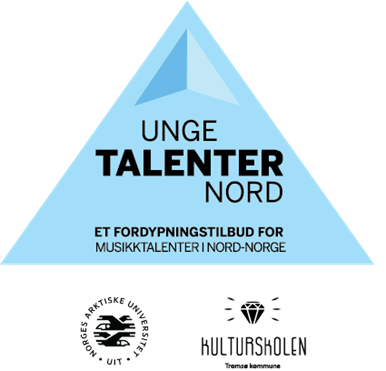 UNGE
TALENTER
NORD
ET FORDYPNINGSTILBUD FOR
MUSIKKTALENTER I NORD-NORGE
NORGES ARKTISKE UNIVERSITET
• UIT •
KULTURSKOLEN
Tromsø kommune